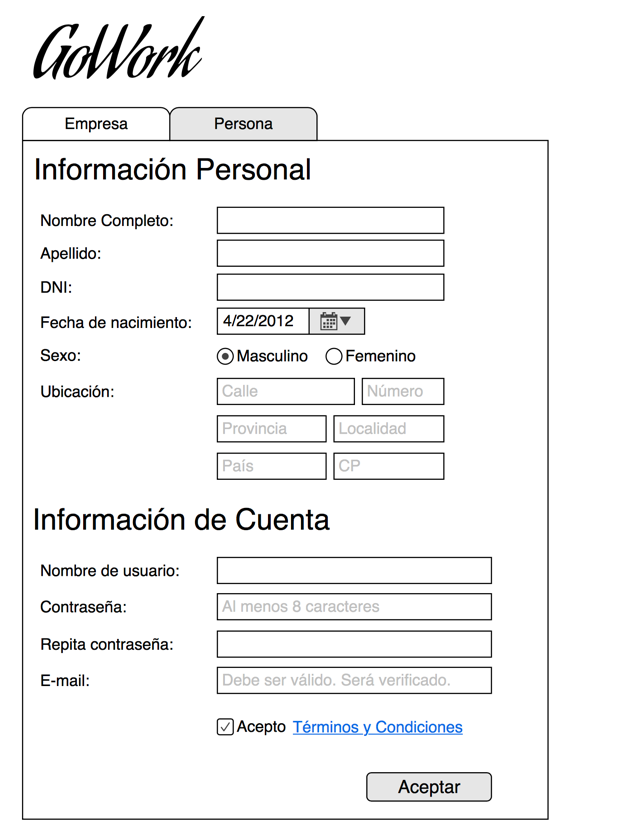 GoWork
Empresa Persona
Información Personal
Nombre Completo:
Apellido:
DNI:
Fecha de nacimiento: 4/22/2012
Sexo: Masculino Femenino
Ubicación: Calle Número
Provincia Localidad
País CP
Información de Cuenta
Nombre de usuario:
Contraseña: Al menos 8 caracteres
Repita contraseña:
E-mail: Debe ser válido. Será verificado.
Acepto Términos y Condiciones
Aceptar